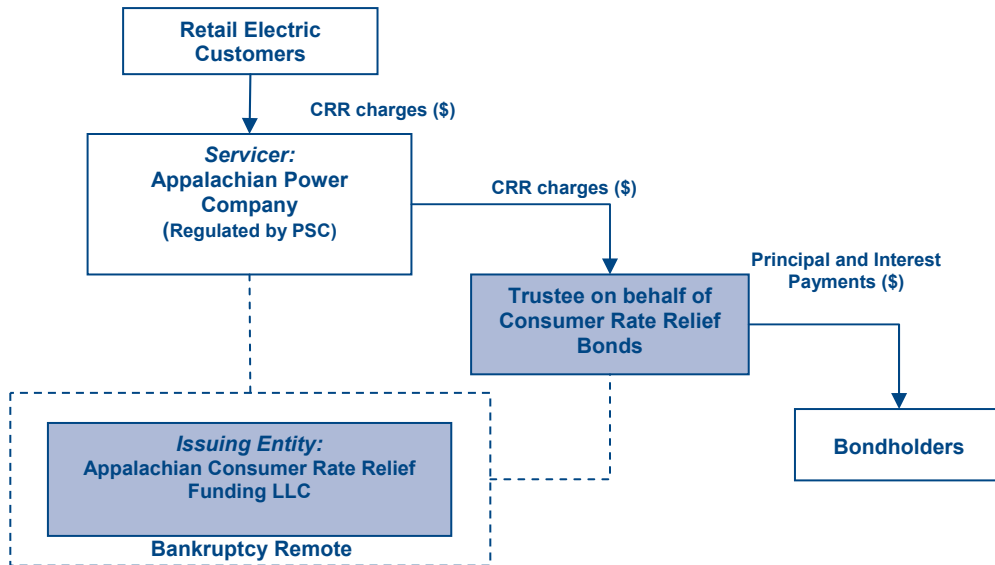 Retail Electric
Customers
CRR charges ($)
Servicer:
Appalachian Power
Company
(Regulated by PSC)
CRR charges ($)
Principal and Interest
Payments ($)
Trustee on behalf of
Consumer Rate Relief
Bonds
Issuing Entity:
Appalachian Consumer Rate Relief
Funding LLC
Bankruptcy Remote
Bondholders